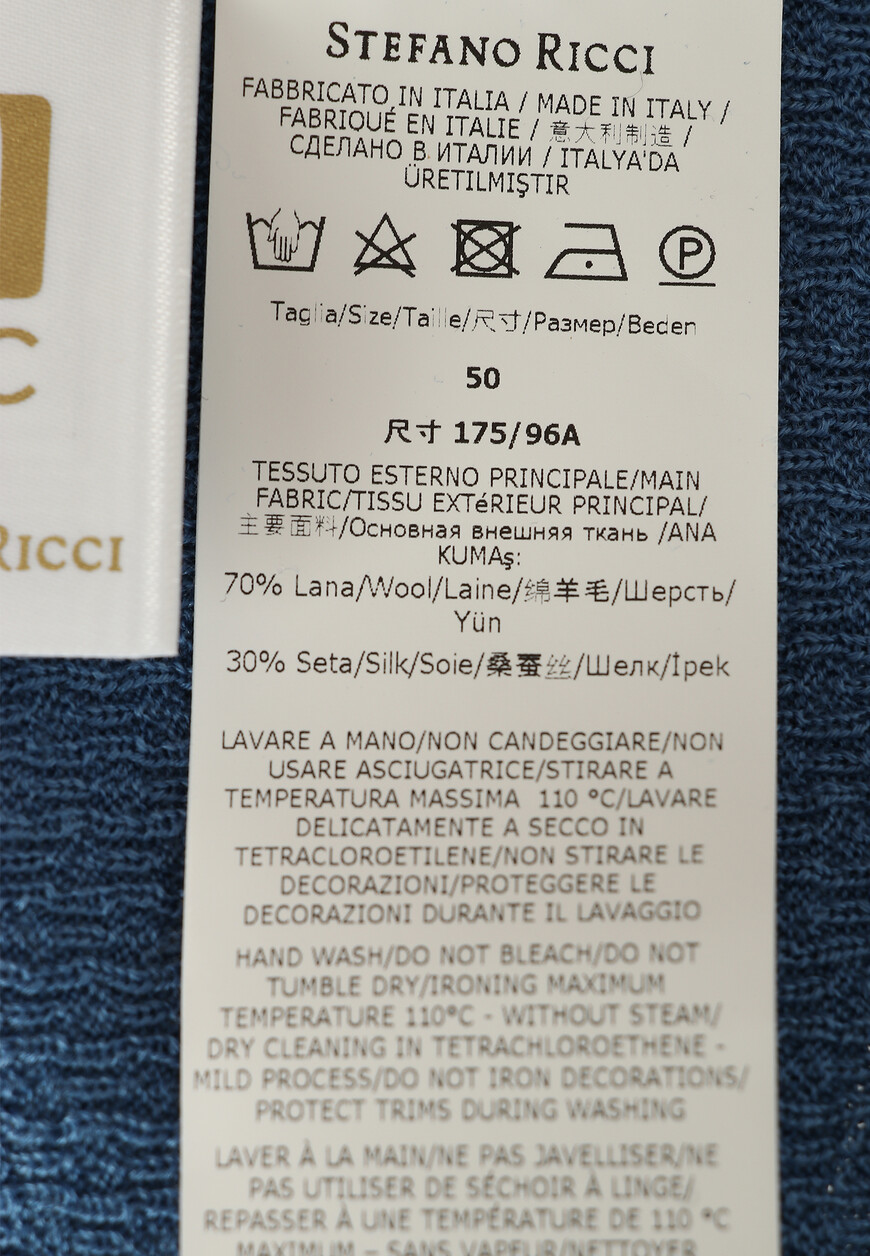 STEFANO RICCI
FABBRICATO IN ITALIA / MADE IN ITALY /
FABRIQUÉ EN ITALIE / 意大利制造 /
СДЕЛАНО В ИТАЛИИ / ITALYA'DA
ÜRETILMIŞTIR
P
Taglia/Size/Taille/尺寸/Размер/Beden
50
尺寸 175/96A
TESSUTO ESTERNO PRINCIPALE/MAIN
FABRIC/TISSU EXTéRIEUR PRINCIPAL/
主要面料/Основная внешняя ткань /ANA
KUMAş:
70% Lana/Wool/Laine/绵羊毛/Шерсть/
Yün
30% Seta/Silk/Soie/桑蚕丝/Шелк/İpek
LAVARE A MANO/NON CANDEGGIARE/NON
USARE ASCIUGATRICE/STIRARE A
TEMPERATURA MASSIMA 110 °C/LAVARE
DELICATAMENTE A SECCO IN
TETRACLOROETILENE/NON STIRARE LE
DECORAZIONI/PROTEGGERE LE
DECORAZIONI DURANTE IL LAVAGGIO
HAND WASH/DO NOT BLEACH/DO NOT
TUMBLE DRY/IRONING MAXIMUM
TEMPERATURE 110°C - WITHOUT STEAM/
DRY CLEANING IN TETRACHLOROETHENE -
MILD PROCESS/DO NOT IRON DECORATIONS/
PROTECT TRIMS DURING WASHING
LAVER À LA MAIN/NE PAS JAVELLISER/NE
PAS UTILISER DE SÉCHOIR À LINGE/
REPASSER À UNE TEMPÉRATURE DE 110 °C
MAXIMUM – SANS VAPEUR/NETTOYER
C
RICCI